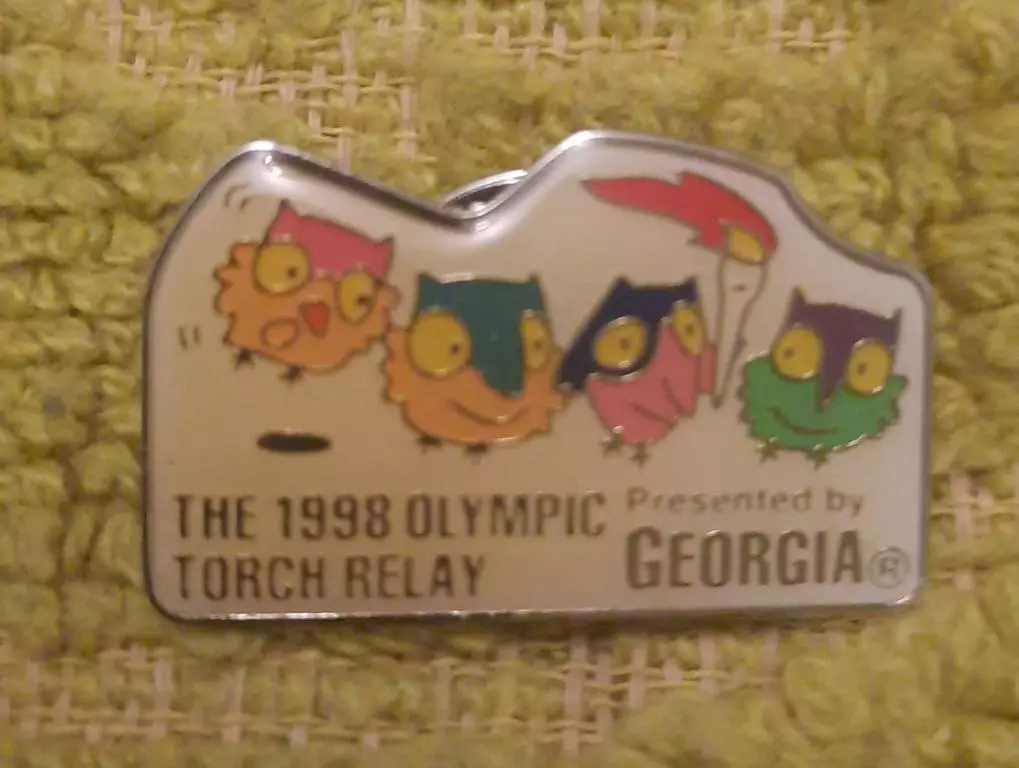 THE 1998 OLYMPIC
TORCH RELAY
Presented by
GEORGIA®